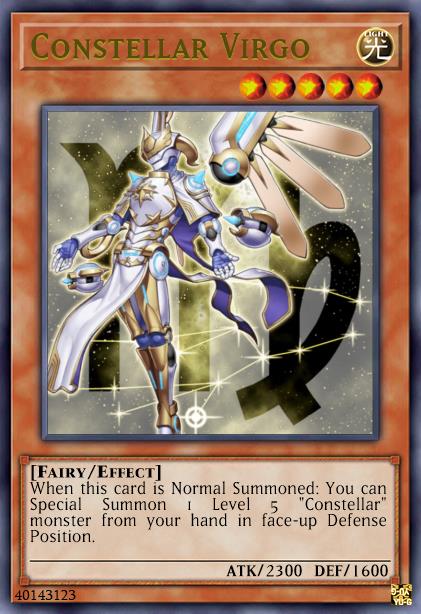 CONSTELLAR VIRGO
LIGHT
光
[FAIRY/EFFECT]
When this card is Normal Summoned: You can
Special Summon 1 Level 5 "Constellar"
monster from your hand in face-up Defense
Position.
ATK/2300 DEF/1600
40143123